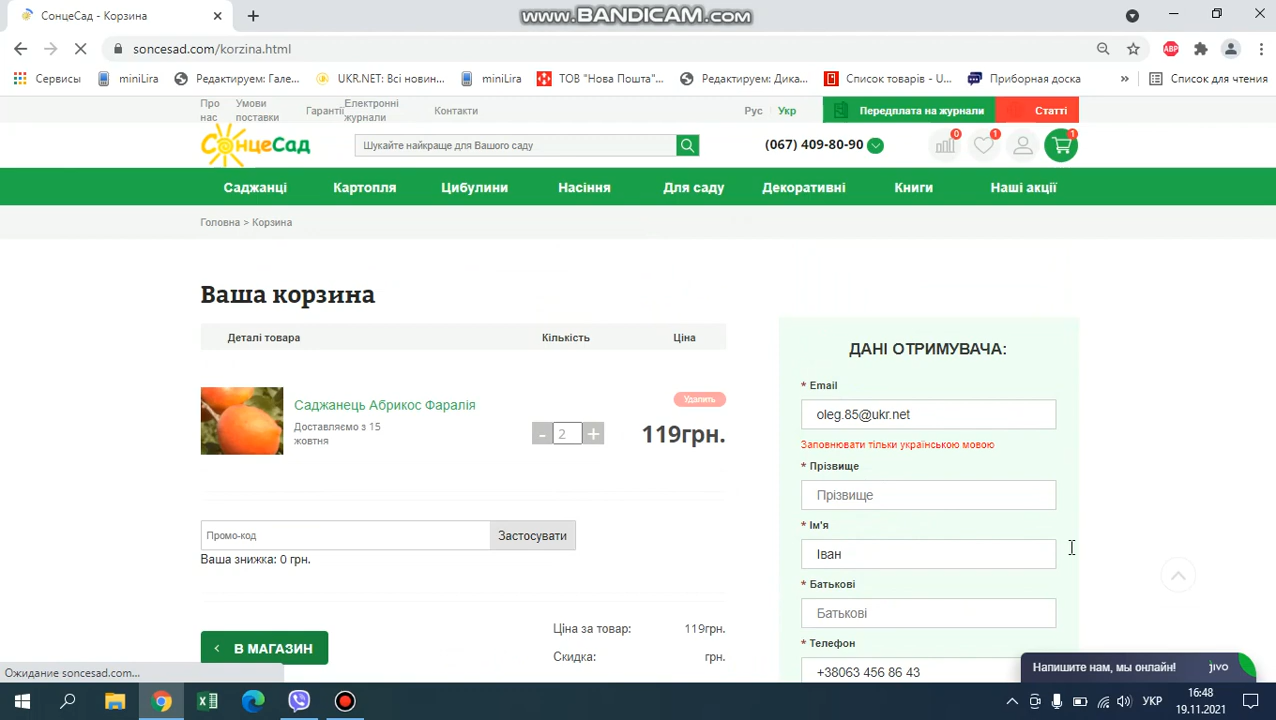 СонцеСад - Корзина
www.BANDICAM.com
soncesad.com/korzina.html
ABP
Сервисы miniLira Редактируем: Гале... UKR.NET: Всі новин... miniLira ТОВ "Нова Пошта"... Редактируем: Дика... Список товарів - U... Приборная доска » Список для чтения
Про нас
Умови поставки
Гарантії
Електронні журнали
Контакти
Рус Укр
Передплата на журнали
Статті
СонцеСад
Шукайте найкраще для Вашого саду
(067) 409-80-90
0
1
1
Саджанці Картопля Цибулини Насіння Для саду Декоративні Книги Наші акції
Головна > Корзина
Ваша корзина
Деталі товара Кількість Ціна
Саджанець Абрикос Фаралія
Доставляємо з 15
жовтня
- 2 +
Удалить
119грн.
Промо-код
Застосувати
Ваша знижка: 0 грн.
‹ В МАГАЗИН
Ціна за товар: 119грн.
Скидка: грн.
ДАНІ ОТРИМУВАЧА:
* Email
oleg.85@ukr.net
Заповнювати тільки українською мовою
* Прізвище
Прізвище
* Ім'я
Іван
* Батькові
Батькові
* Телефон
+38063 456 86 43
Напишите нам, мы онлайн! jivo
Ожидание soncesad.com...
УКР
16:48
19.11.2021